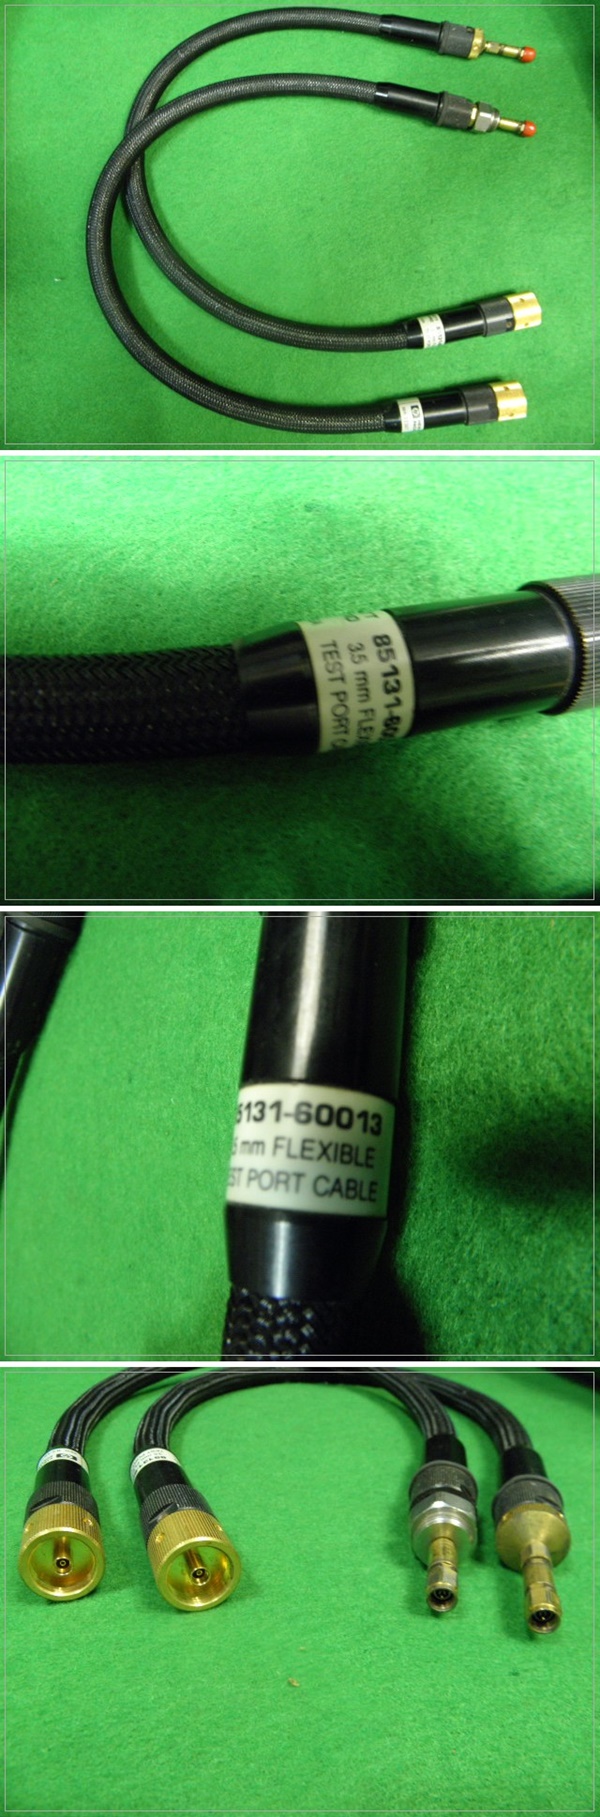 85131-60
3.5 mm FLEX
TEST PORT C
5131-60013
5 mm FLEXIBLE
ST PORT CABLE